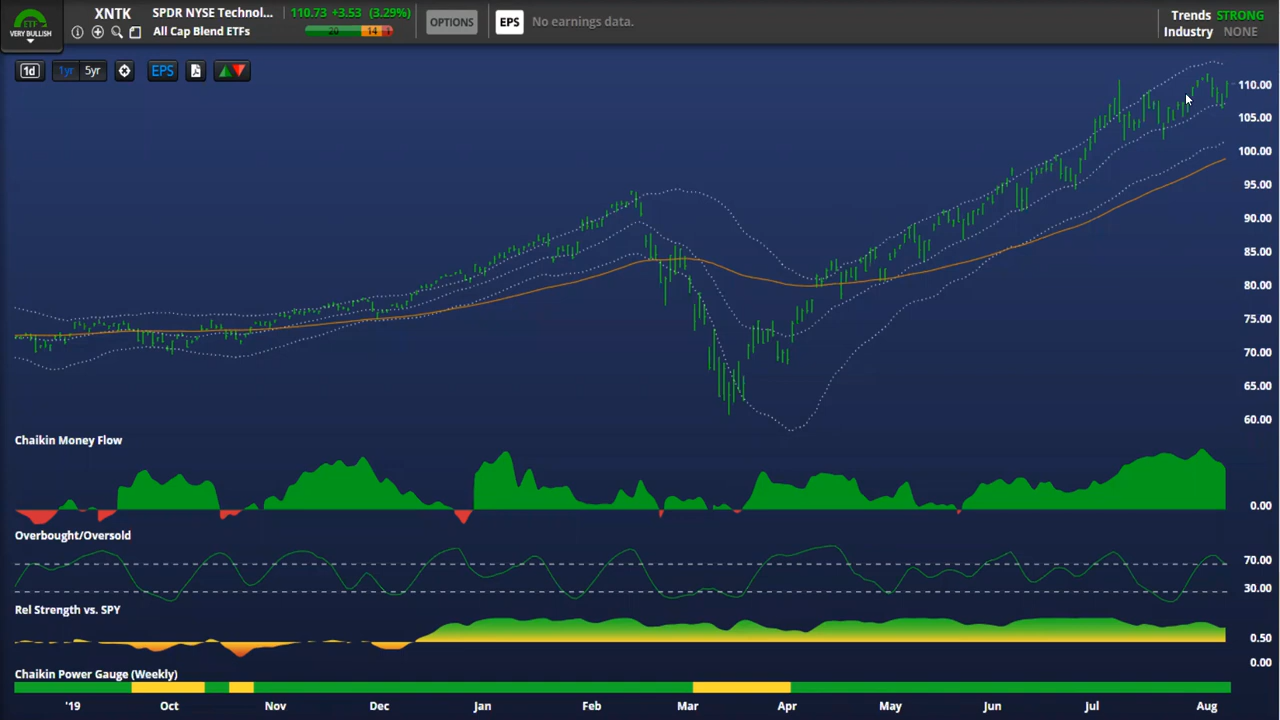 ETF
VERY BULLISH
XNTK
SPDR NYSE Technol...
110.73 +3.53 (3.29%)
All Cap Blend ETFs
20 14
OPTIONS
EPS
No earnings data.
Trends STRONG
Industry NONE
1d
1yr 5yr
EPS
110.00
105.00
100.00
95.00
90.00
85.00
80.00
75.00
70.00
65.00
60.00
Chaikin Money Flow
0.00
Overbought/Oversold
70.00
30.00
Rel Strength vs. SPY
0.50
0.00
Chaikin Power Gauge (Weekly)
'19 Oct Nov Dec Jan Feb Mar Apr May Jun Jul Aug